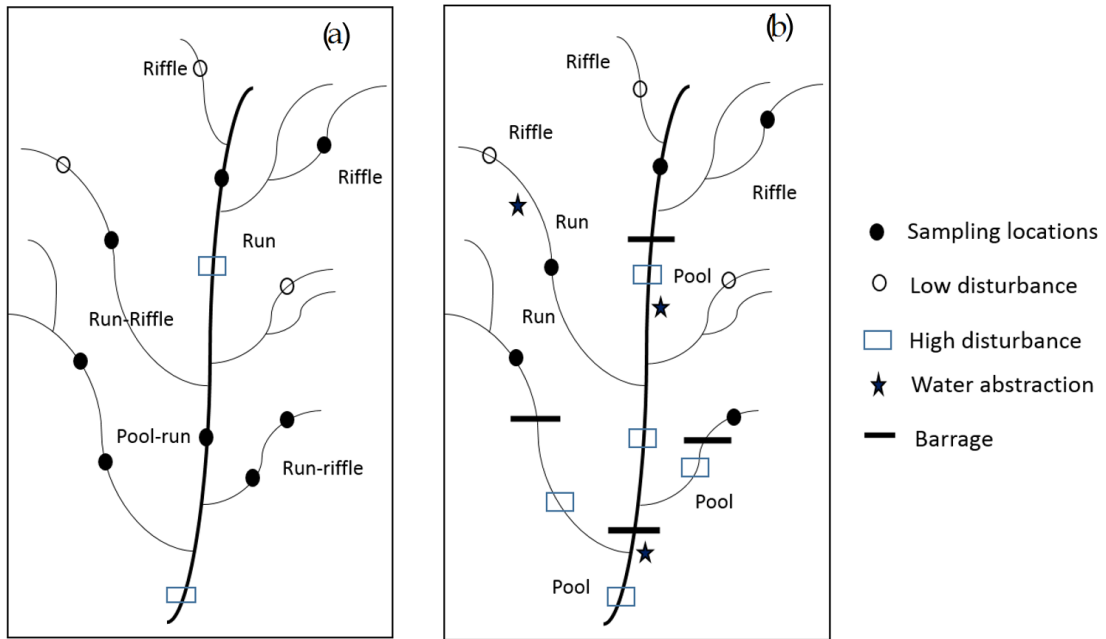 (a)
Riffle
Riffle
Run
Run-Riffle
Pool-run
Run-riffle
(b)
Riffle
Riffle
Riffle
Run
Pool
Run
Pool
Pool
Sampling locations
Low disturbance
High disturbance
Water abstraction
Barrage